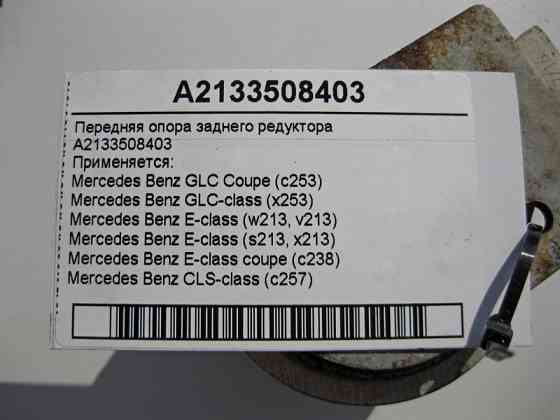 A2133508403
Передняя опора заднего редуктора
A2133508403
Применяется:
Mercedes Benz GLC Coupe (c253)
Mercedes Benz GLC-class (x253)
Mercedes Benz E-class (w213, v213)
Mercedes Benz E-class (s213, x213)
Mercedes Benz E-class coupe (c238)
Mercedes Benz CLS-class (c257)